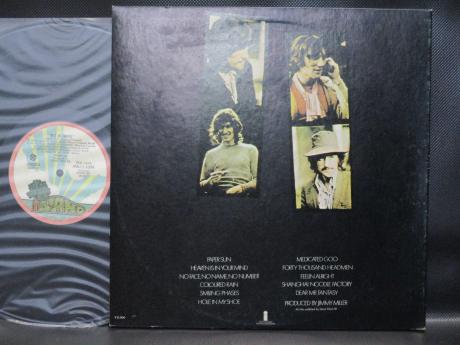 ISLAND
PAPER SUN
HEAVEN IS IN YOUR MIND
NO FACE, NO NAME, NO NUMBER
COLOURED RAIN
SMILING PHASES
HOLE IN MY SHOE
MEDICATED GOO
FORTY THOUSAND HEADMEN
FEELIN ALRIGHT
SHANGHAI NOODLE FACTORY
DEAR MR. FANTASY
PRODUCED BY JIMMY MILLER